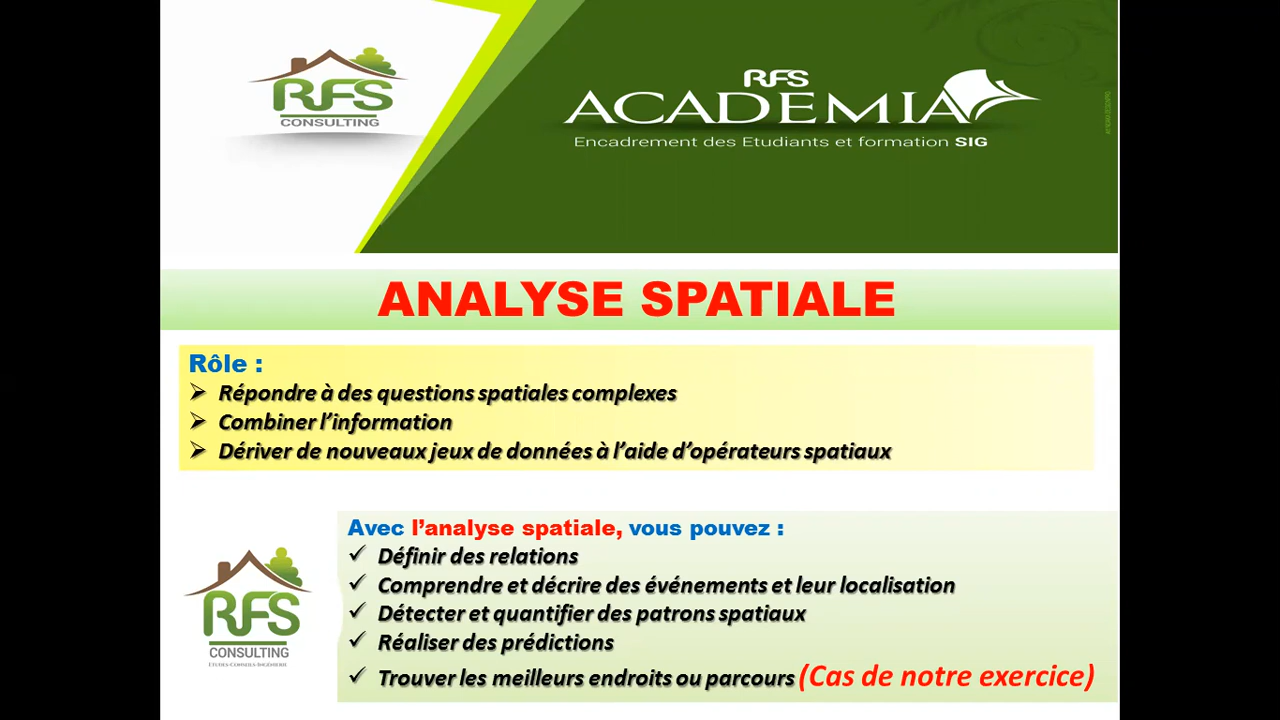 RFS
CONSULTING
RFS
ACADEMIA
Encadrement des Etudiants et formation SIG
ANALYSE SPATIALE
Rôle :
➢ Répondre à des questions spatiales complexes
➢ Combiner l’information
➢ Dériver de nouveaux jeux de données à l’aide d’opérateurs spatiaux
Avec l’analyse spatiale, vous pouvez :
✓ Définir des relations
✓ Comprendre et décrire des événements et leur localisation
✓ Détecter et quantifier des patrons spatiaux
✓ Réaliser des prédictions
✓ Trouver les meilleurs endroits ou parcours (Cas de notre exercice)
RFS
CONSULTING
ETUDES-CONSEIL-INGÉNIERIE